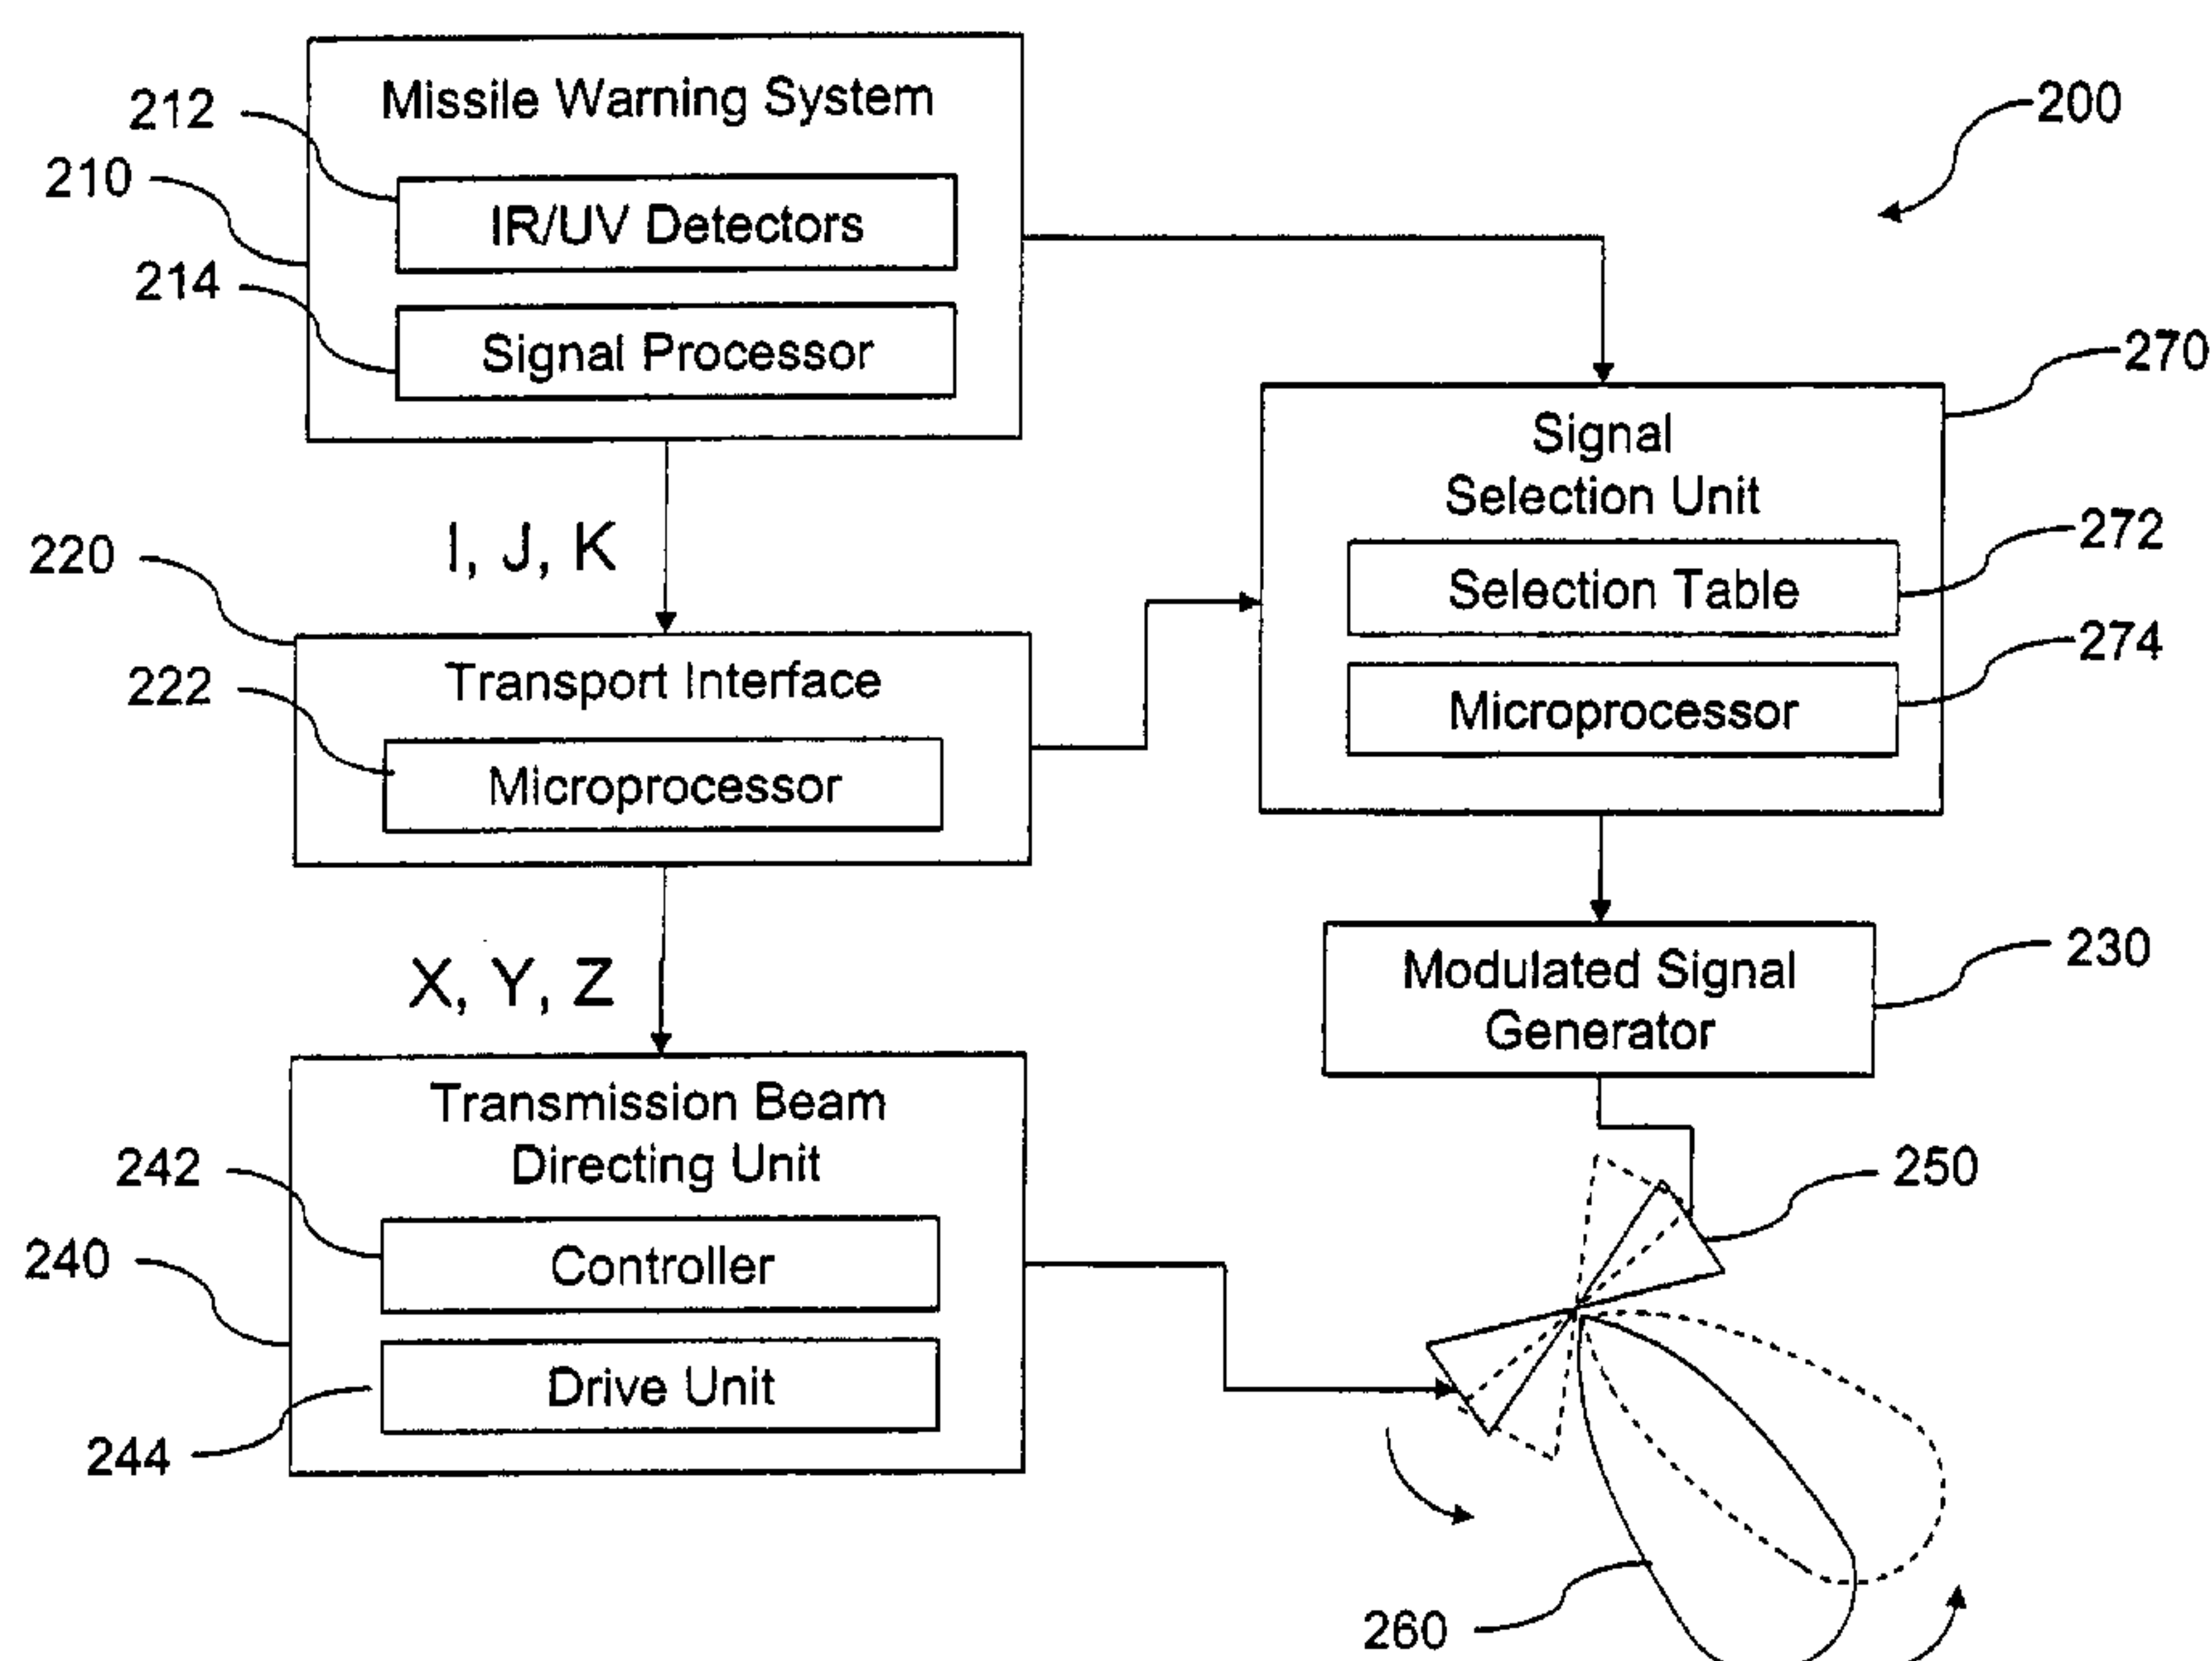 Missile Warning System
212
200
210
IR/UV Detectors
214
Signal Processor
270
Signal
Selection Unit
I, J, K
272
220
Selection Table
274
Transport Interface
222
Microprocessor
Microprocessor
230
Modulated Signal
Generator
X, Y, Z
Transmission Beam
Directing Unit
242
250
240
Controller
Drive Unit
244
260